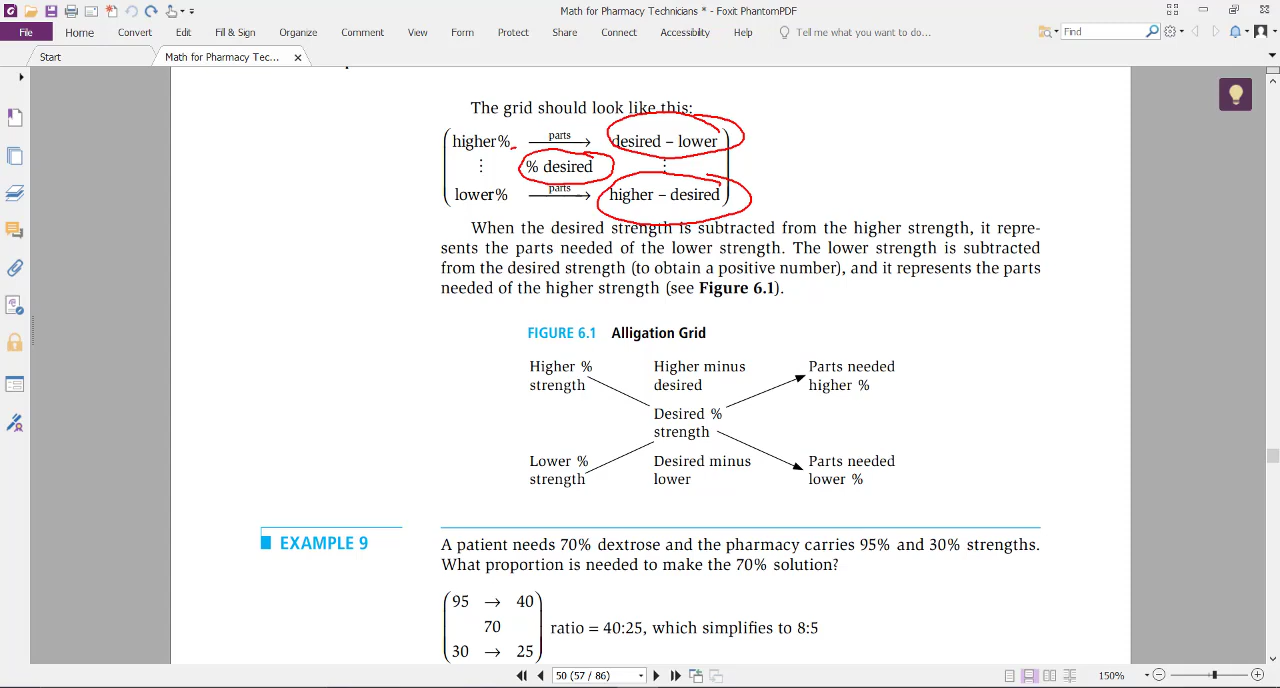 Math for Pharmacy Technicians * - Foxit PhantomPDF
File Home Convert Edit Fill & Sign Organize Comment View Form Protect Share Connect Accessibility Help Tell me what you want to do... Find
Start Math for Pharmacy Tec...
The grid should look like this:
higher% parts desired – lower
% desired
lower% parts higher – desired
When the desired strength is subtracted from the higher strength, it repre-
sents the parts needed of the lower strength. The lower strength is subtracted
from the desired strength (to obtain a positive number), and it represents the parts
needed of the higher strength (see Figure 6.1).
FIGURE 6.1 Alligation Grid
Higher % Higher minus Parts needed
strength desired higher %
Desired %
strength
Lower % Desired minus Parts needed
strength lower lower %
EXAMPLE 9 A patient needs 70% dextrose and the pharmacy carries 95% and 30% strengths.
What proportion is needed to make the 70% solution?
95 → 40
70 ratio = 40:25, which simplifies to 8:5
30 → 25
50 (57 / 86) 150%